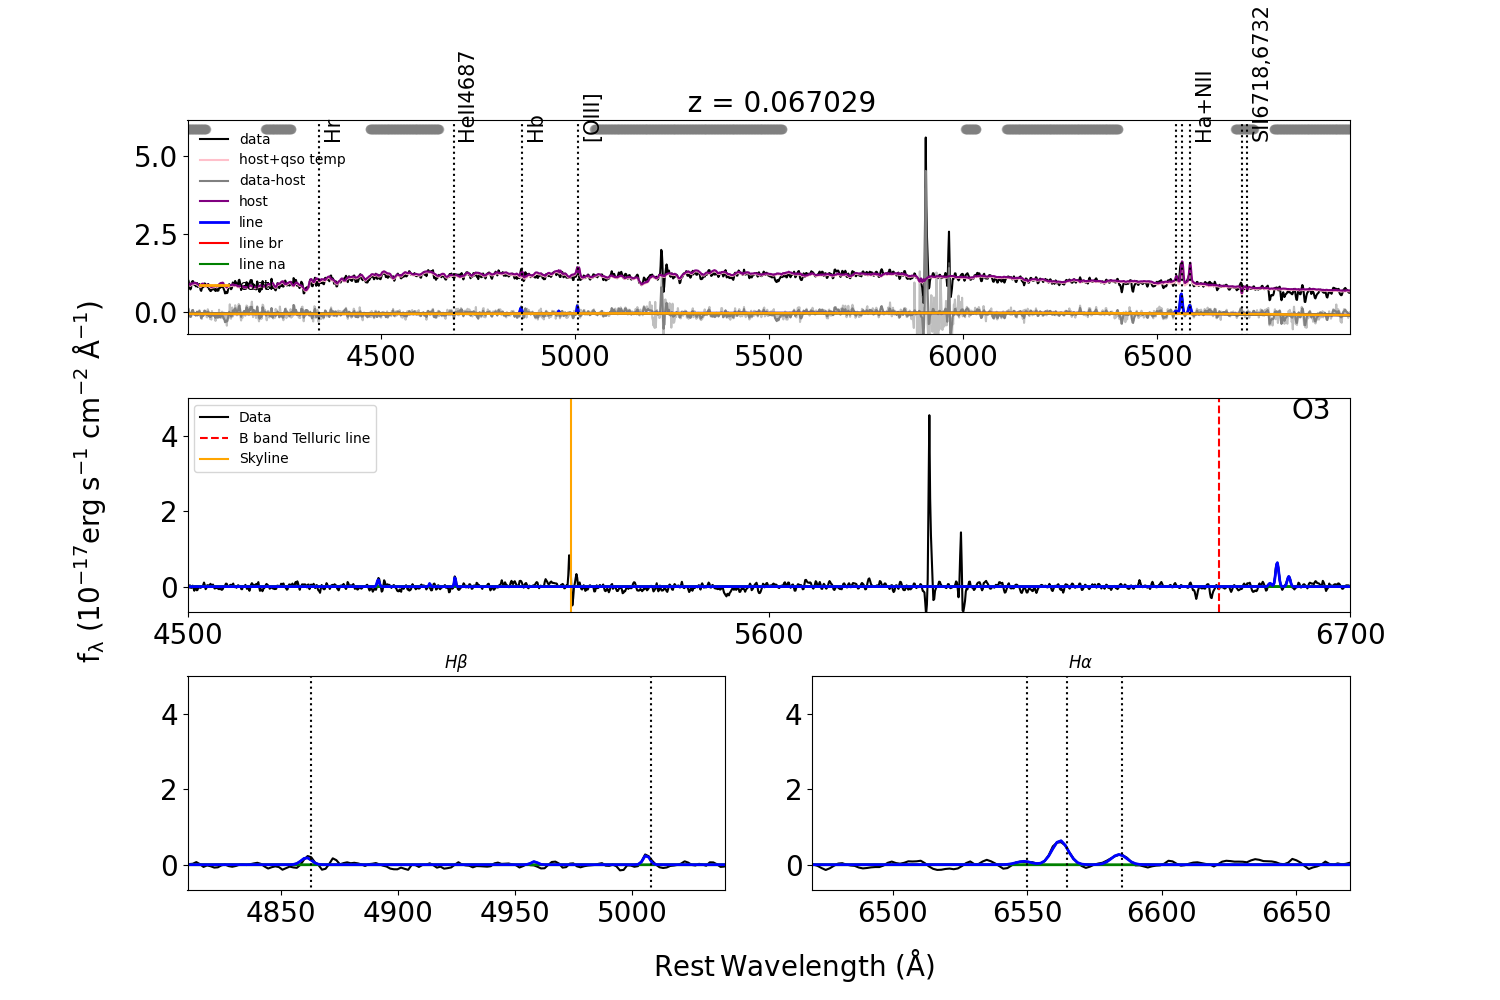 z = 0.067029
Hr
HeII4687
Hb
[OIII]
Ha+NII
SII6718,6732
data
host+qso temp
data-host
host
line
line br
line na
5.0
2.5
0.0
4500 5000 5500 6000 6500
O3
Data
B band Telluric line
Skyline
4
2
0
4500 5600 6700
fλ (10⁻¹⁷erg s⁻¹ cm⁻² Å⁻¹)
Hβ
4
2
0
4850 4900 4950 5000
Hα
4
2
0
6500 6550 6600 6650
Rest Wavelength (Å)